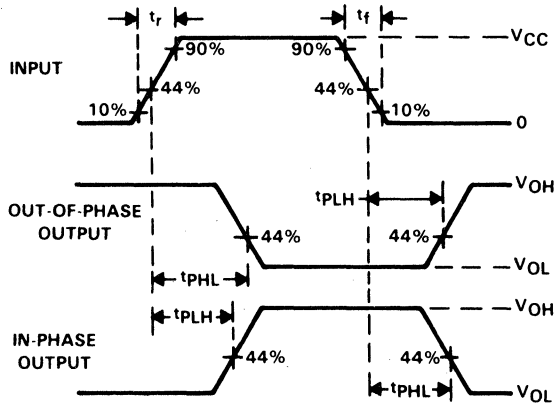 tr
tf
90%
90%
VCC
INPUT
44%
44%
10%
10%
0
VOH
tPLH
OUT-OF-PHASE
OUTPUT
44%
44%
VOL
tPHL
VOH
tPLH
IN-PHASE
OUTPUT
44%
44%
tPHL
VOL